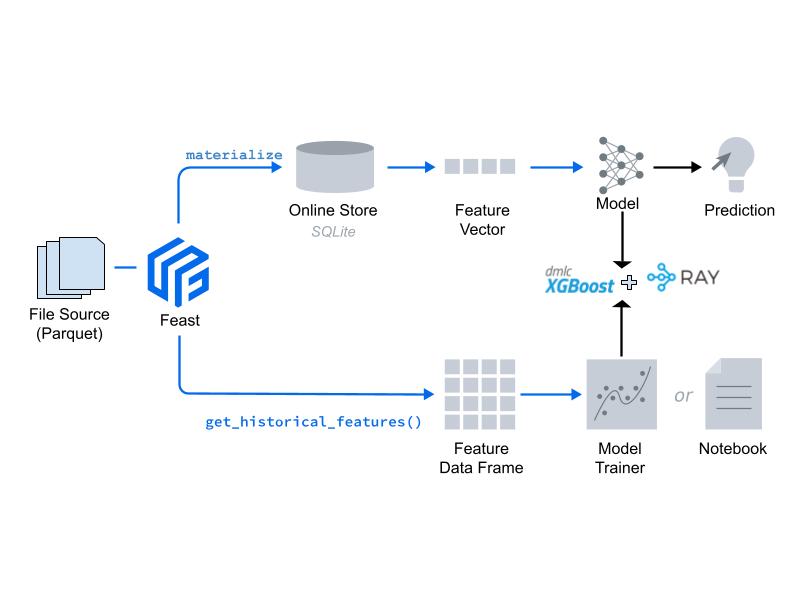 materialize
Online Store
SQLite
Feature
Vector
Model
Prediction
dmlc
XGBoost
RAY
File Source
(Parquet)
Feast
get_historical_features()
or
Feature
Data Frame
Model
Trainer
Notebook